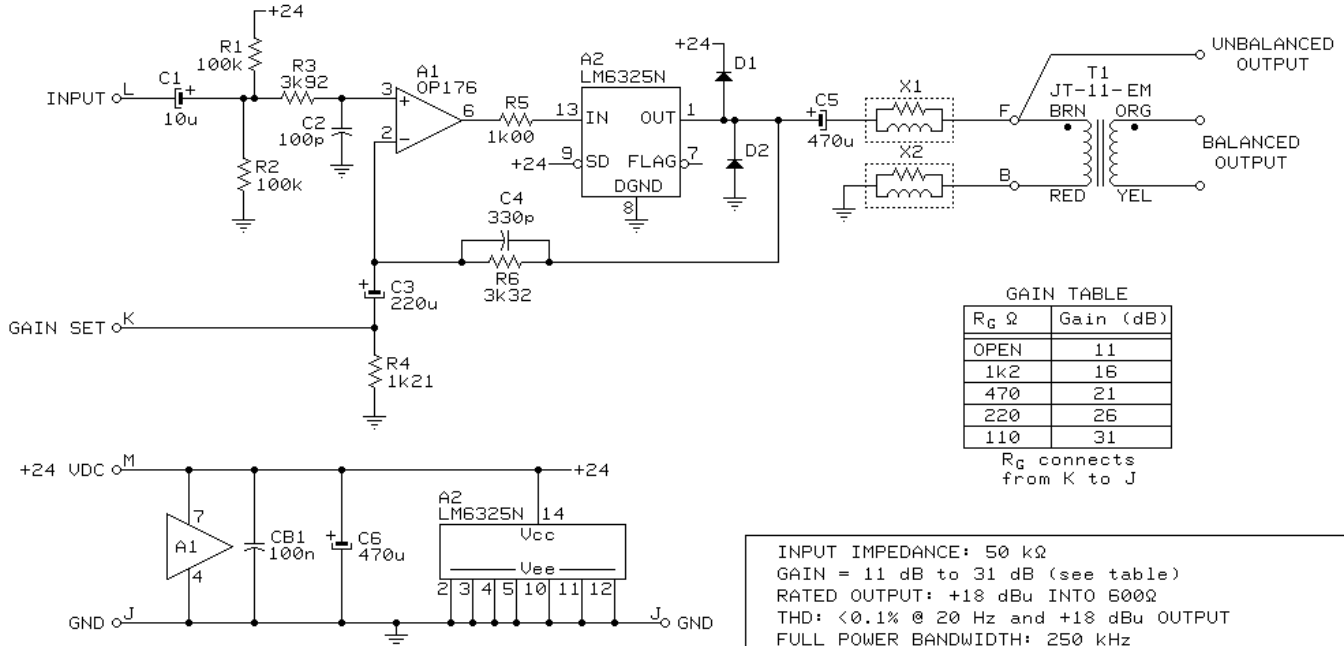 +24
R1
100k
R3
3k92
C1
+
10u
INPUT
L
C2
100p
R2
100k
A1
OP176
3
+
2
−
6
R5
1k00
A2
LM6325N
13
IN
OUT
1
+24
9
SD
FLAG
7
DGND
8
+24
D1
D2
C5
+
470u
X1
X2
F
B
T1
JT-11-EM
BRN
ORG
RED
YEL
UNBALANCED
OUTPUT
BALANCED
OUTPUT
C4
330p
R6
3k32
+
C3
220u
GAIN SET
K
R4
1k21
GAIN TABLE
RG Ω Gain (dB)
OPEN 11
1k2 16
470 21
220 26
110 31
RG connects
from K to J
+24 VDC
M
+24
7
A1
4
CB1
100n
+
C6
470u
A2
LM6325N
14
Vcc
Vee
2 3 4 5 10 11 12
GND
J
J
GND
INPUT IMPEDANCE: 50 kΩ
GAIN = 11 dB to 31 dB (see table)
RATED OUTPUT: +18 dBu INTO 600Ω
THD: <0.1% @ 20 Hz and +18 dBu OUTPUT
FULL POWER BANDWIDTH: 250 kHz